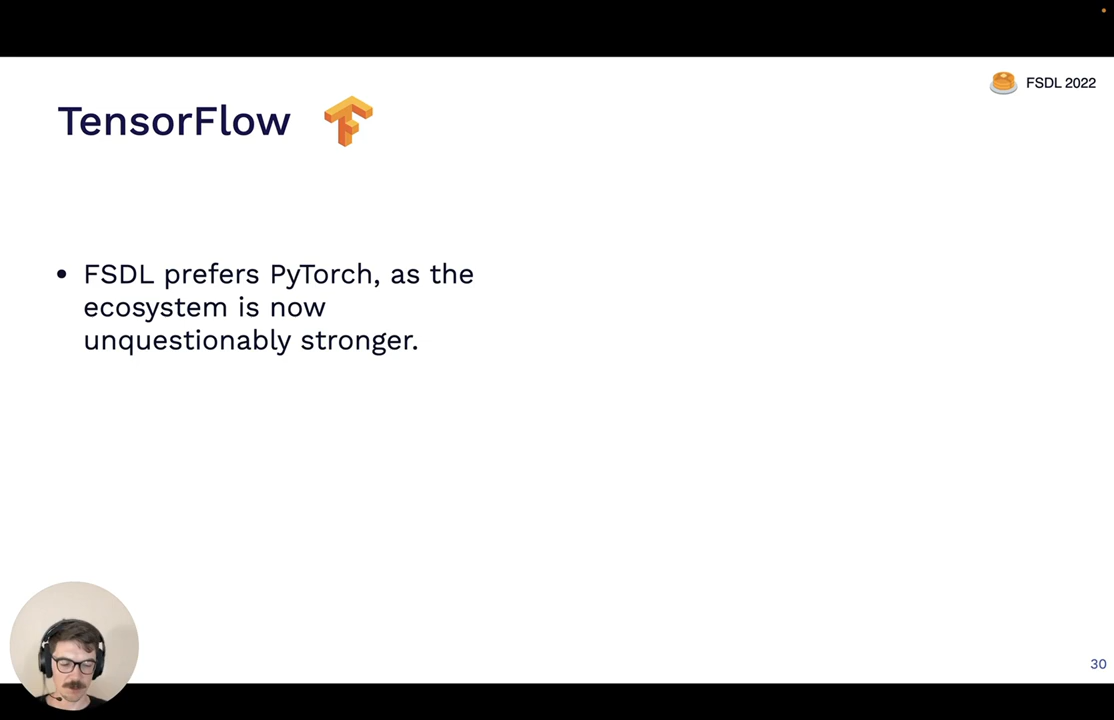 FSDL 2022
TensorFlow
• FSDL prefers PyTorch, as the
ecosystem is now
unquestionably stronger.
30